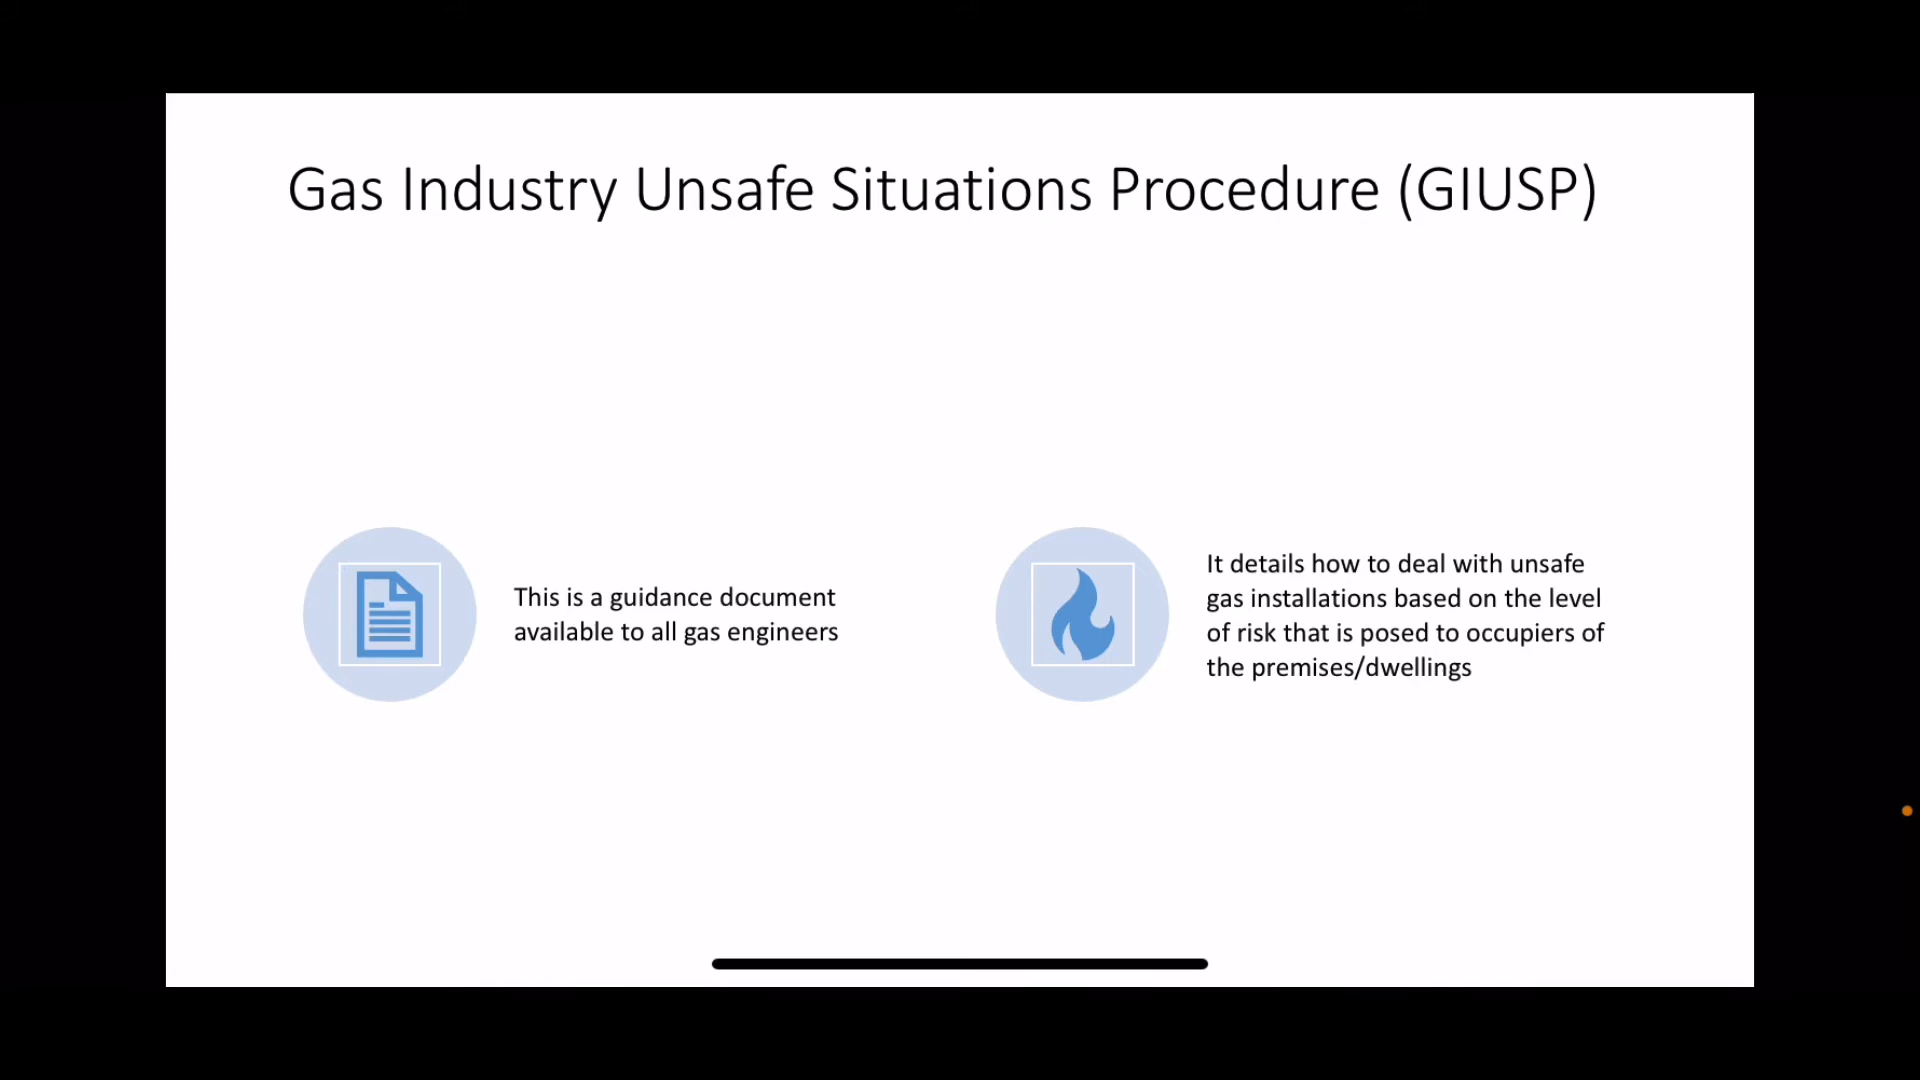 Gas Industry Unsafe Situations Procedure (GIUSP)
This is a guidance document
available to all gas engineers
It details how to deal with unsafe
gas installations based on the level
of risk that is posed to occupiers of
the premises/dwellings